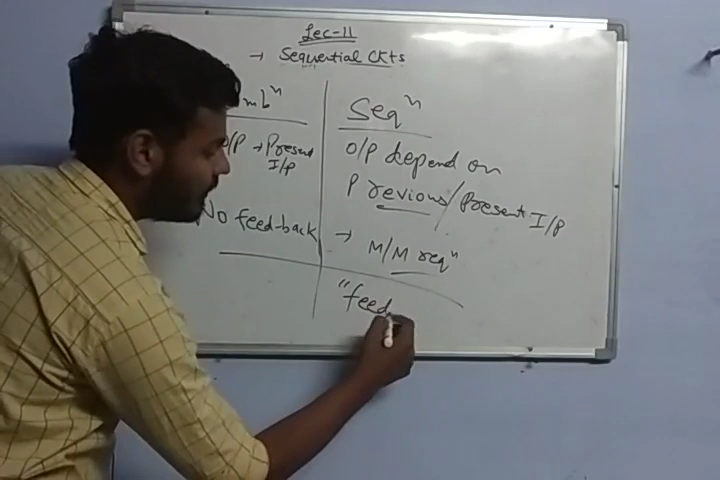 Lec-11
→ Sequential CKts
mbⁿ
Seqⁿ
O/P → Present
I/P
O/P depend on
Previous/Present I/P
No feed-back
→ M/M reqⁿ
"feed